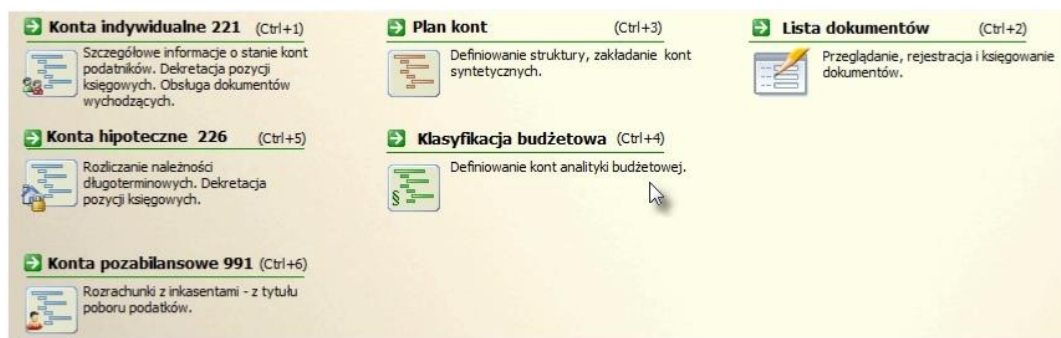 Konta indywidualne 221 (Ctrl+1)
Szczegółowe informacje o stanie kont
podatników. Dekretacja pozycji
księgowych. Obsługa dokumentów
wychodzących.
Plan kont (Ctrl+3)
Definiowanie struktury, zakładanie kont
syntetycznych.
Lista dokumentów (Ctrl+2)
Przeglądanie, rejestracja i księgowanie
dokumentów.
Konta hipoteczne 226 (Ctrl+5)
Rozliczanie należności
długoterminowych. Dekretacja
pozycji księgowych.
Klasyfikacja budżetowa (Ctrl+4)
Definiowanie kont analityki budżetowej.
§
Konta pozabilansowe 991 (Ctrl+6)
Rozrachunki z inkasentami - z tytułu
poboru podatków.